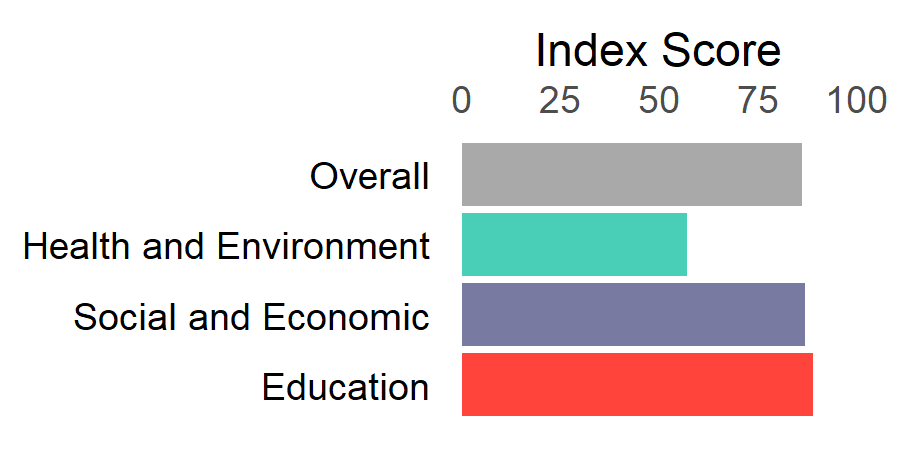 Index Score
0 25 50 75 100
Overall
Health and Environment
Social and Economic
Education